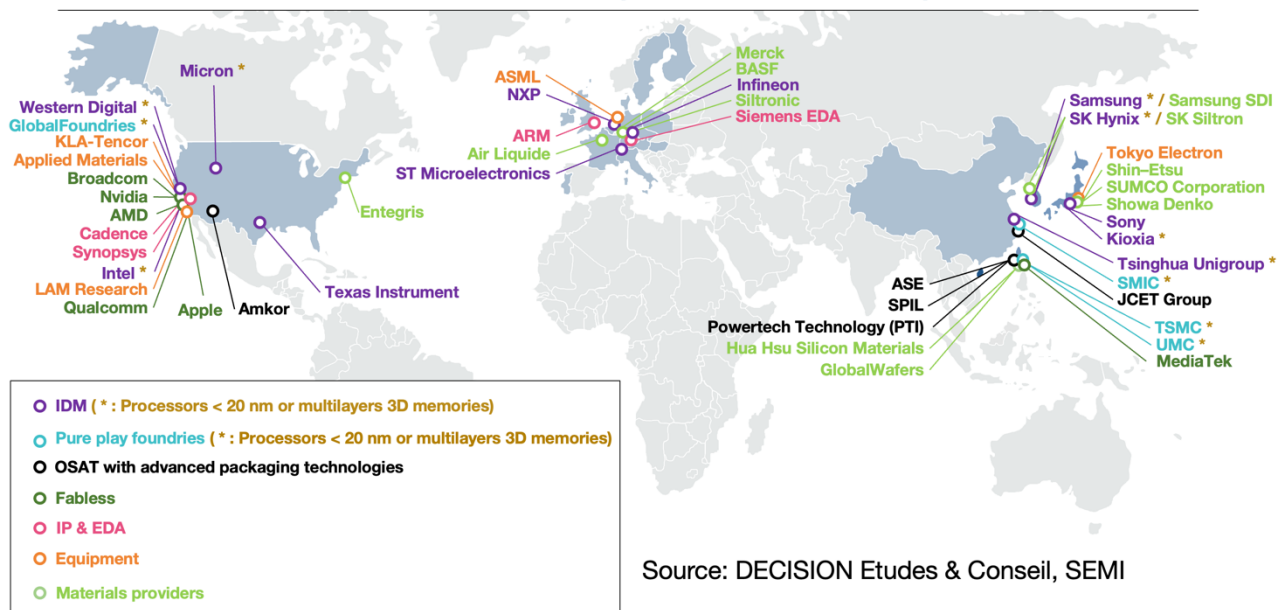 Micron *
Western Digital *
GlobalFoundries *
KLA-Tencor
Applied Materials
Broadcom
Nvidia
AMD
Cadence
Synopsys
Intel *
LAM Research
Qualcomm
Apple
Amkor
Texas Instrument
Entegris
ASML
NXP
ARM
Air Liquide
ST Microelectronics
Merck
BASF
Infineon
Siltronic
Siemens EDA
Samsung * / Samsung SDI
SK Hynix * / SK Siltron
Tokyo Electron
Shin–Etsu
SUMCO Corporation
Showa Denko
Sony
Kioxia *
Tsinghua Unigroup *
SMIC *
JCET Group
ASE
SPIL
Powertech Technology (PTI)
Hua Hsu Silicon Materials
GlobalWafers
TSMC *
UMC *
MediaTek
IDM ( * : Processors < 20 nm or multilayers 3D memories)
Pure play foundries ( * : Processors < 20 nm or multilayers 3D memories)
OSAT with advanced packaging technologies
Fabless
IP & EDA
Equipment
Materials providers
Source: DECISION Etudes & Conseil, SEMI